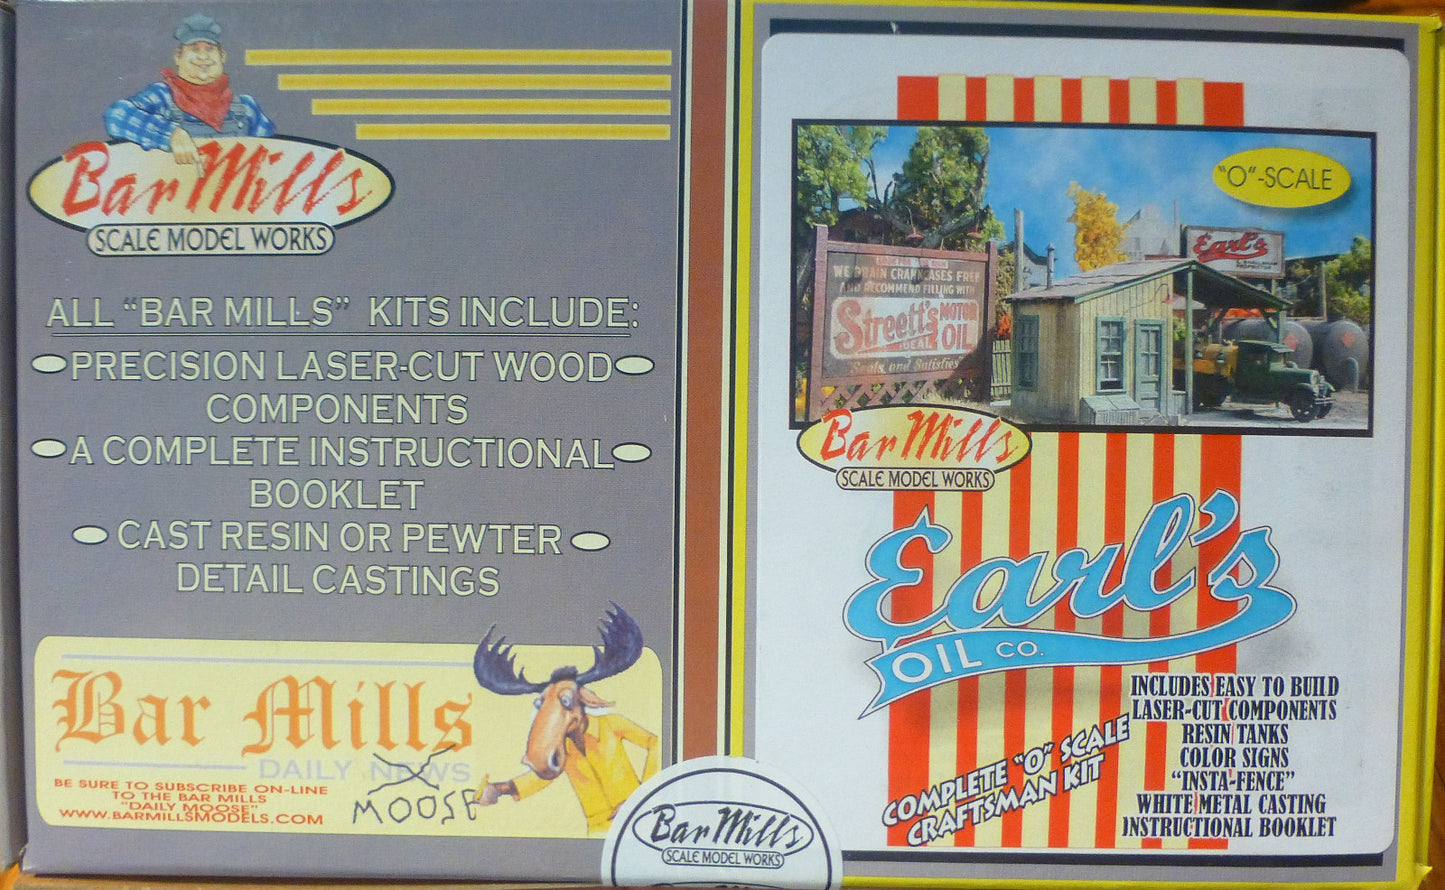 Bar Mills
SCALE MODEL WORKS
ALL "BAR MILLS" KITS INCLUDE:
PRECISION LASER-CUT WOOD
COMPONENTS
A COMPLETE INSTRUCTIONAL
BOOKLET
CAST RESIN OR PEWTER
DETAIL CASTINGS
Bar Mills
DAILY NEWS
MOOSE
BE SURE TO SUBSCRIBE ON-LINE
TO THE BAR MILLS
"DAILY MOOSE"
WWW.BARMILLSMODELS.COM
Bar Mills
SCALE MODEL WORKS
"O"-SCALE
Earl's
WE DRAIN CRANKCASES FREE
AND RECOMMEND FILLING WITH
Streett's
IDEAL
MOTOR
OIL
Seals and Satisfies
Bar Mills
SCALE MODEL WORKS
Earl's
OIL CO.
COMPLETE "O" SCALE
CRAFTSMAN KIT
INCLUDES EASY TO BUILD
LASER-CUT COMPONENTS
RESIN TANKS
COLOR SIGNS
"INSTA-FENCE"
WHITE METAL CASTING
INSTRUCTIONAL BOOKLET